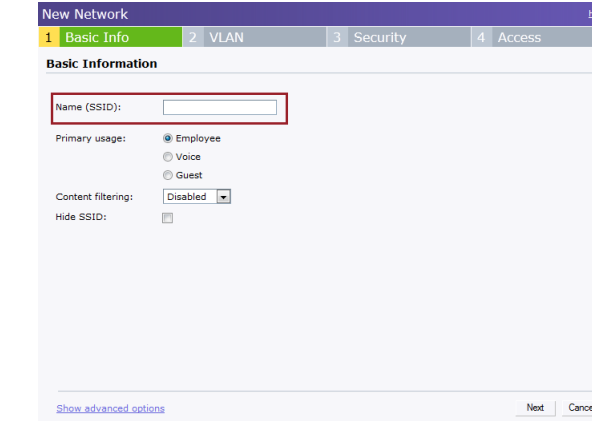 New Network
1 Basic Info 2 VLAN 3 Security 4 Access
Basic Information
Name (SSID):
Primary usage: Employee
Voice
Guest
Content filtering: Disabled
Hide SSID:
Show advanced options Next Cance